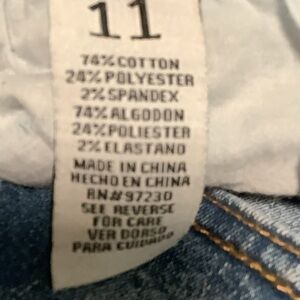 11
74% COTTON
24% POLYESTER
2% SPANDEX
74% ALGODON
24% POLIESTER
2% ELASTANO
MADE IN CHINA
HECHO EN CHINA
RN# 97230
SEE REVERSE
FOR CARE
VER DORSO
PARA CUIDADO